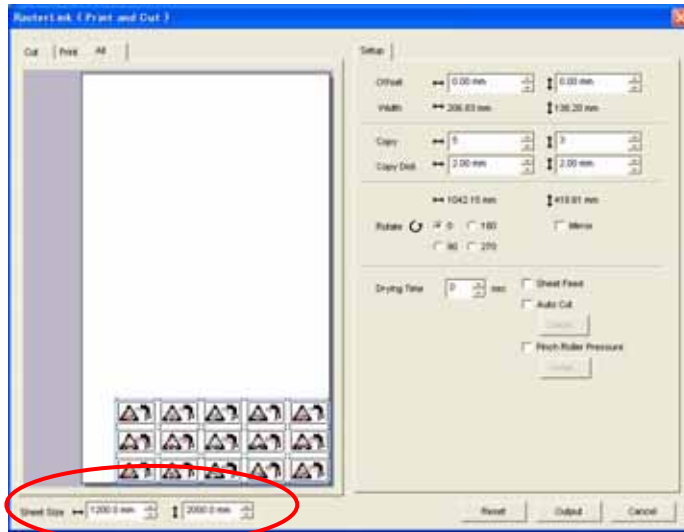 RasterLink ( Print and Cut )
Cut Print All
Setup
Offset 0.00 mm 0.00 mm
Width 206.83 mm 138.20 mm
Copy 5 3
Copy Dist. 2.00 mm 2.00 mm
1042.15 mm 418.61 mm
Rotate 0 180 Mirror
90 270
Drying Time 0 sec Sheet Feed
Auto Cut
Pinch Roller Pressure
Sheet Size 1200.0 mm 2000.0 mm Reset Output Cancel